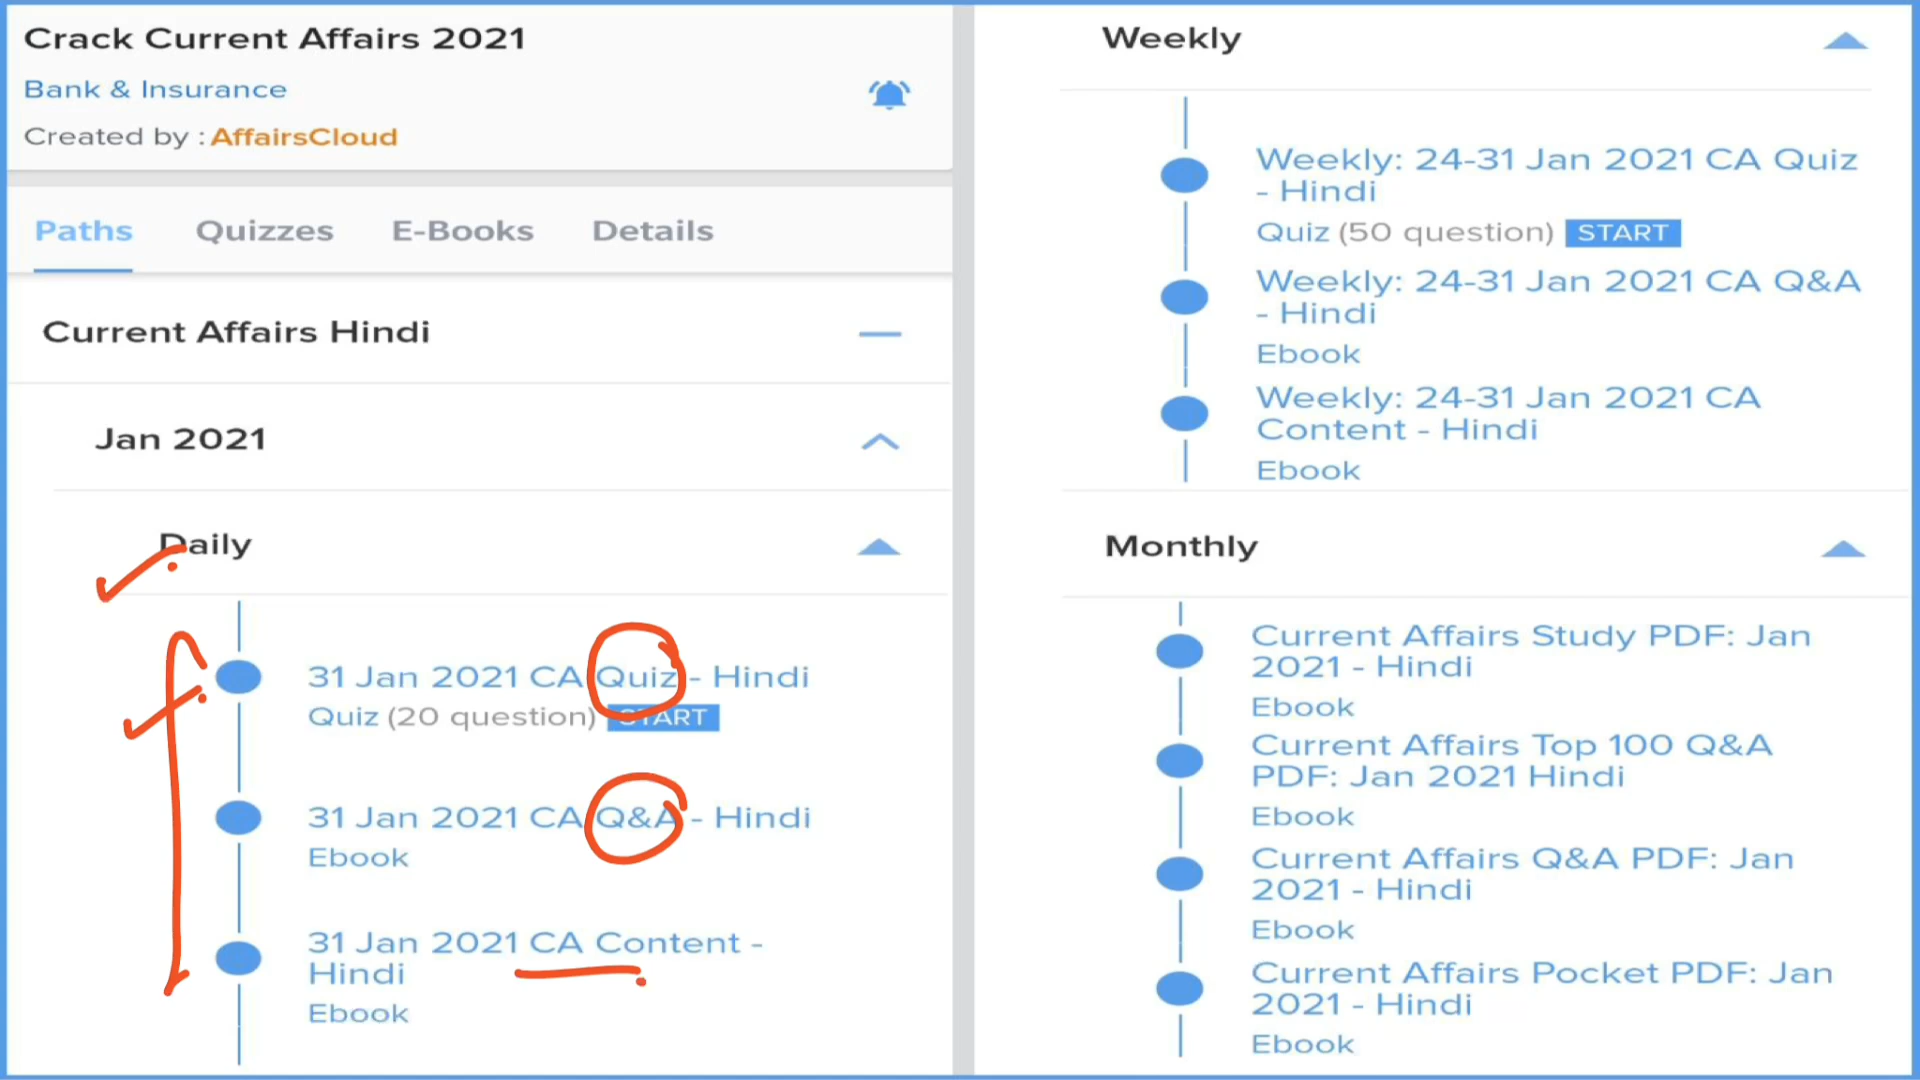 Crack Current Affairs 2021
Bank & Insurance
Created by : AffairsCloud
Paths Quizzes E-Books Details
Current Affairs Hindi
Jan 2021
Daily
31 Jan 2021 CA Quiz - Hindi
Quiz (20 question) START
31 Jan 2021 CA Q&A - Hindi
Ebook
31 Jan 2021 CA Content -
Hindi
Ebook
Weekly
Weekly: 24-31 Jan 2021 CA Quiz
- Hindi
Quiz (50 question) START
Weekly: 24-31 Jan 2021 CA Q&A
- Hindi
Ebook
Weekly: 24-31 Jan 2021 CA
Content - Hindi
Ebook
Monthly
Current Affairs Study PDF: Jan
2021 - Hindi
Ebook
Current Affairs Top 100 Q&A
PDF: Jan 2021 Hindi
Ebook
Current Affairs Q&A PDF: Jan
2021 - Hindi
Ebook
Current Affairs Pocket PDF: Jan
2021 - Hindi
Ebook